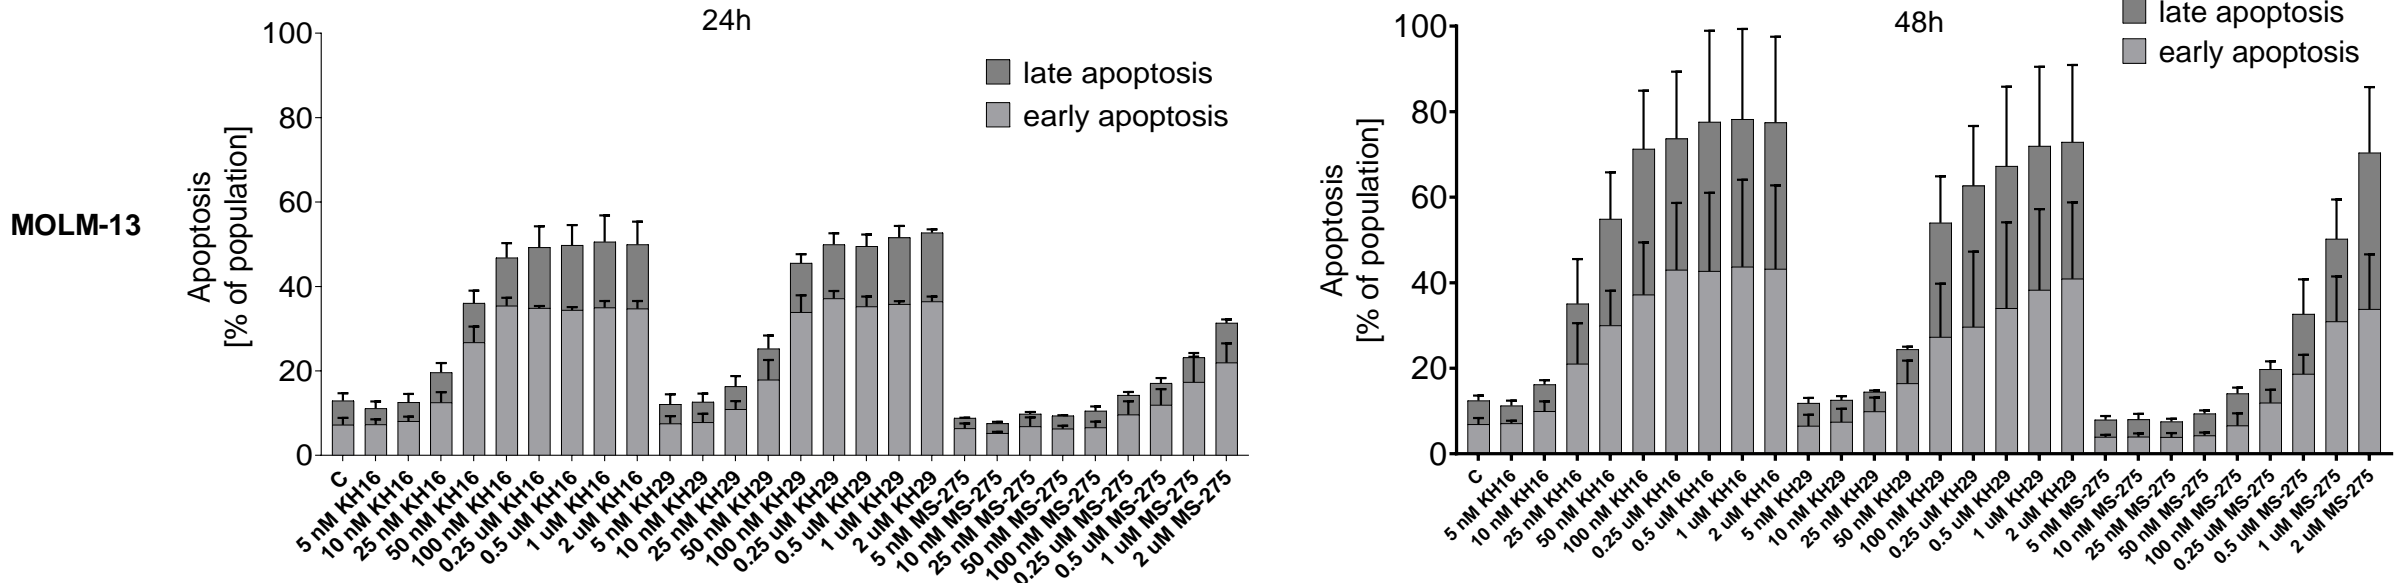 MOLM-13
24h
late apoptosis
early apoptosis
Apoptosis
[% of population]
100
80
60
40
20
0
C
5 nM KH16
10 nM KH16
25 nM KH16
50 nM KH16
100 nM KH16
0.25 uM KH16
0.5 uM KH16
1 uM KH16
2 uM KH16
5 nM KH29
10 nM KH29
25 nM KH29
50 nM KH29
100 nM KH29
0.25 uM KH29
0.5 uM KH29
1 uM KH29
2 uM KH29
5 nM MS-275
10 nM MS-275
25 nM MS-275
50 nM MS-275
100 nM MS-275
0.25 uM MS-275
0.5 uM MS-275
1 uM MS-275
2 uM MS-275
48h
late apoptosis
early apoptosis
Apoptosis
[% of population]
100
80
60
40
20
0
C
5 nM KH16
10 nM KH16
25 nM KH16
50 nM KH16
100 nM KH16
0.25 uM KH16
0.5 uM KH16
1 uM KH16
2 uM KH16
5 nM KH29
10 nM KH29
25 nM KH29
50 nM KH29
100 nM KH29
0.25 uM KH29
0.5 uM KH29
1 uM KH29
2 uM KH29
5 nM MS-275
10 nM MS-275
25 nM MS-275
50 nM MS-275
100 nM MS-275
0.25 uM MS-275
0.5 uM MS-275
1 uM MS-275
2 uM MS-275